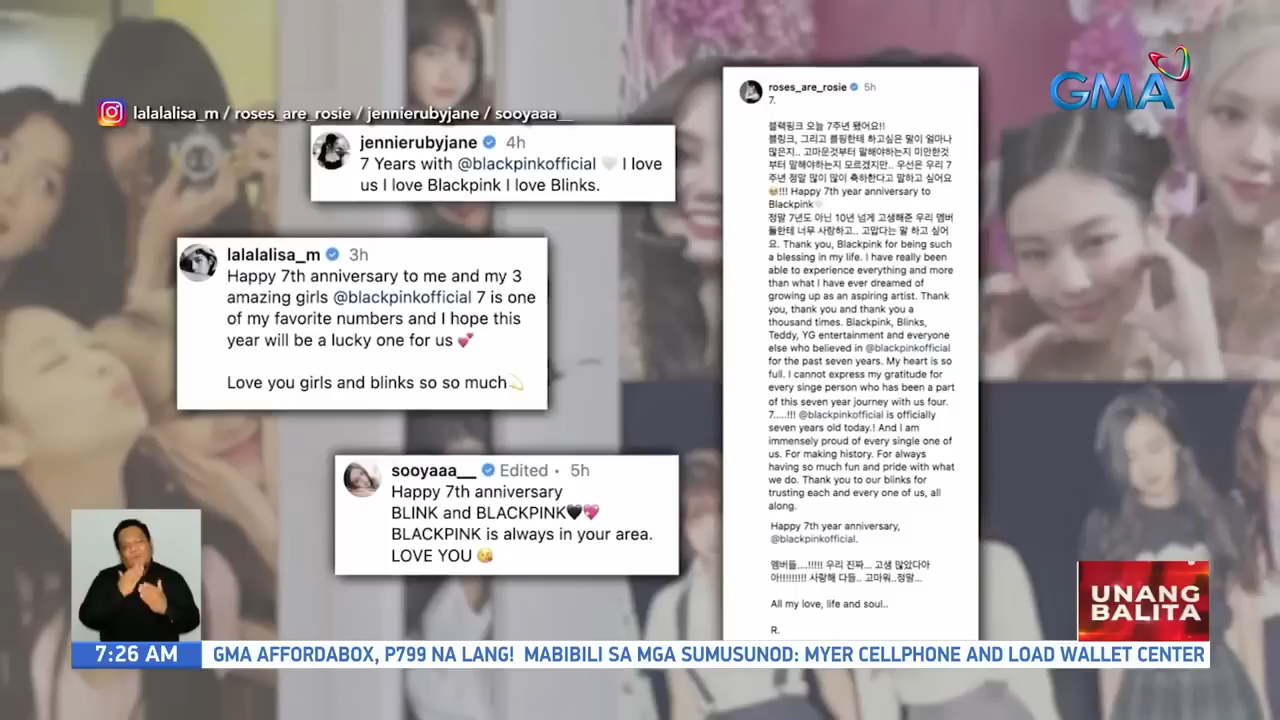 GMA
lalalalisa_m / roses_are_rosie / jennierubyjane / sooyaaa__
jennierubyjane 4h
7 Years with @blackpinkofficial 🤍 I love
us I love Blackpink I love Blinks.
lalalalisa_m 3h
Happy 7th anniversary to me and my 3
amazing girls @blackpinkofficial 7 is one
of my favorite numbers and I hope this
year will be a lucky one for us 💕
Love you girls and blinks so so much💫
sooyaaa__ Edited · 5h
Happy 7th anniversary
BLINK and BLACKPINK🖤💖
BLACKPINK is always in your area.
LOVE YOU 😘
roses_are_rosie 5h
7.
블랙핑크 오늘 7주년 됐어요!!
블링크, 그리고 블핑한테 하고싶은 말이 얼마나
많은지.. 고마운것부터 말해야하는지 미안한것
부터 말해야하는지 모르겠지만.. 우선은 우리 7
주년 정말 많이 많이 축하한다고 말하고 싶어요
🥹!!! Happy 7th year anniversary to
Blackpink🤍
정말 7년도 아닌 10년 넘게 고생해준 우리 멤버
들한테 너무 사랑하고.. 고맙다는 말 하고 싶어
요. Thank you, Blackpink for being such
a blessing in my life. I have really been
able to experience everything and more
than what I have ever dreamed of
growing up as an aspiring artist. Thank
you, thank you and thank you a
thousand times. Blackpink, Blinks,
Teddy, YG entertainment and everyone
else who believed in @blackpinkofficial
for the past seven years. My heart is so
full. I cannot express my gratitude for
every singe person who has been a part
of this seven year journey with us four.
7.....!!! @blackpinkofficial is officially
seven years old today.! And I am
immensely proud of every single one of
us. For making history. For always
having so much fun and pride with what
we do. Thank you to our blinks for
trusting each and every one of us, all
along.
Happy 7th year anniversary,
@blackpinkofficial.
멤버들....!!!!! 우리 진짜.... 고생 많았다아
아!!!!!!!!! 사랑해 다들.. 고마워..정말...
All my love, life and soul..
R.
UNANG
BALITA
7:26 AM GMA AFFORDABOX, P799 NA LANG! MABIBILI SA MGA SUMUSUNOD: MYER CELLPHONE AND LOAD WALLET CENTER